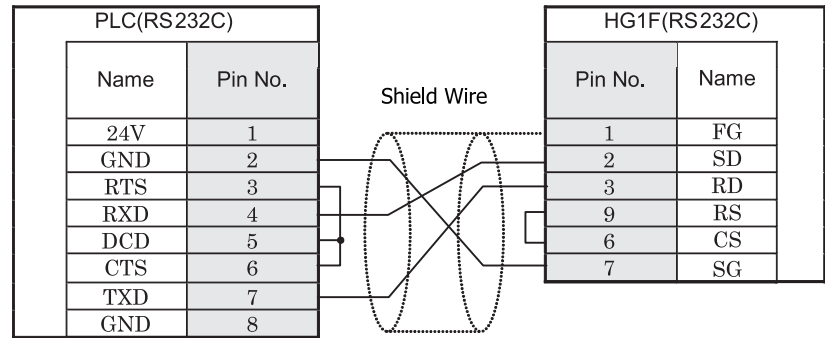 PLC(RS232C)
HG1F(RS232C)
Name Pin No.
Shield Wire
Pin No. Name
24V 1
GND 2
RTS 3
RXD 4
DCD 5
CTS 6
TXD 7
GND 8
1 FG
2 SD
3 RD
9 RS
6 CS
7 SG